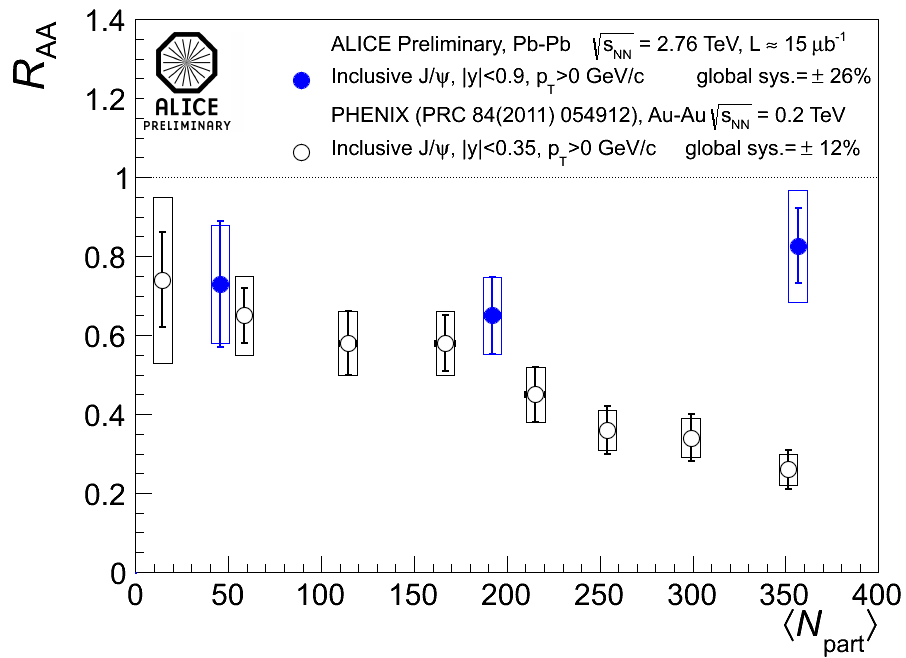 R_AA
1.4
1.2
1
0.8
0.6
0.4
0.2
0
ALICE
PRELIMINARY
ALICE Preliminary, Pb-Pb √s_NN = 2.76 TeV, L ≈ 15 μb⁻¹
Inclusive J/ψ, |y|<0.9, p_T>0 GeV/c global sys.= ± 26%
PHENIX (PRC 84(2011) 054912), Au-Au √s_NN = 0.2 TeV
Inclusive J/ψ, |y|<0.35, p_T>0 GeV/c global sys.= ± 12%
0 50 100 150 200 250 300 350 400
⟨N_part⟩